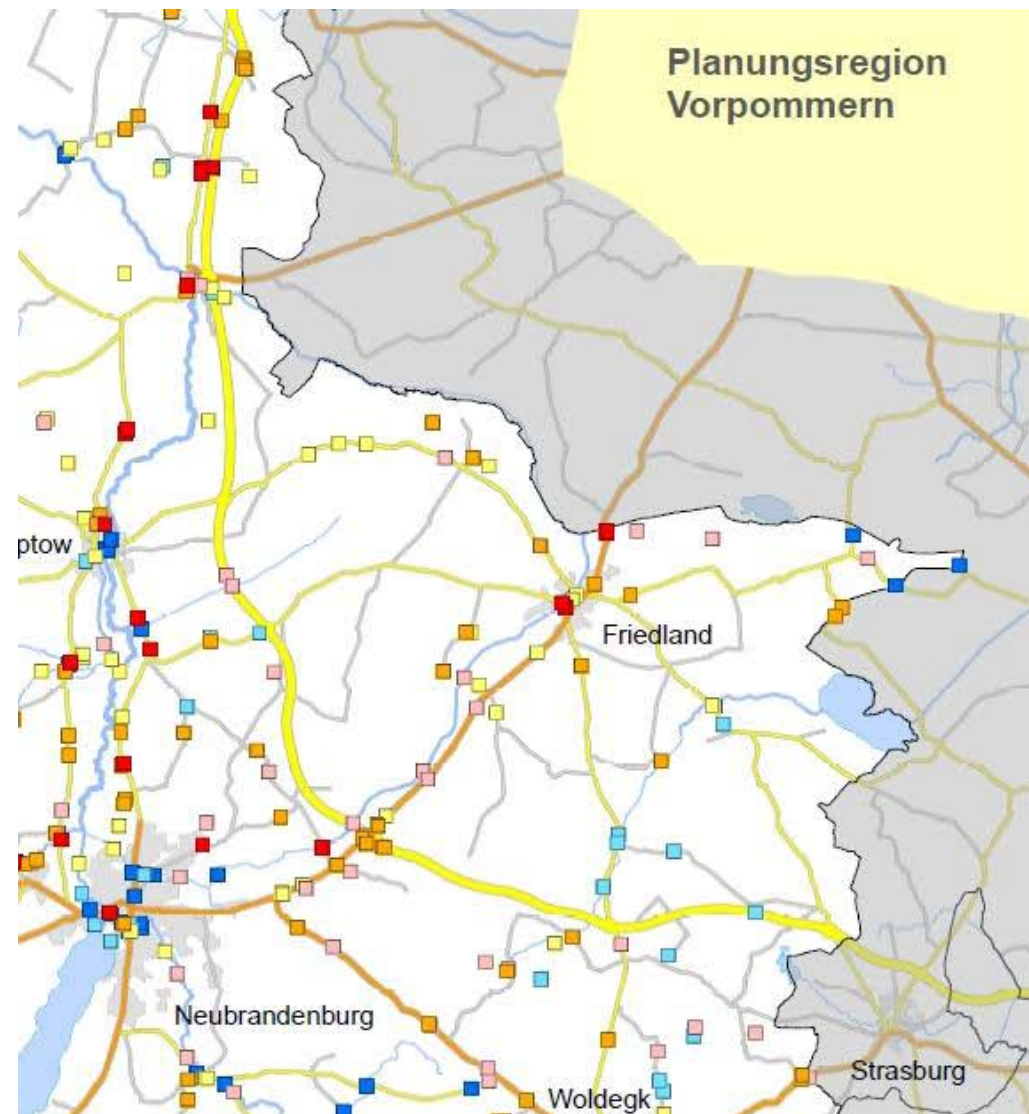 Planungsregion
Vorpommern
ptow
Friedland
Neubrandenburg
Strasburg
Woldegk